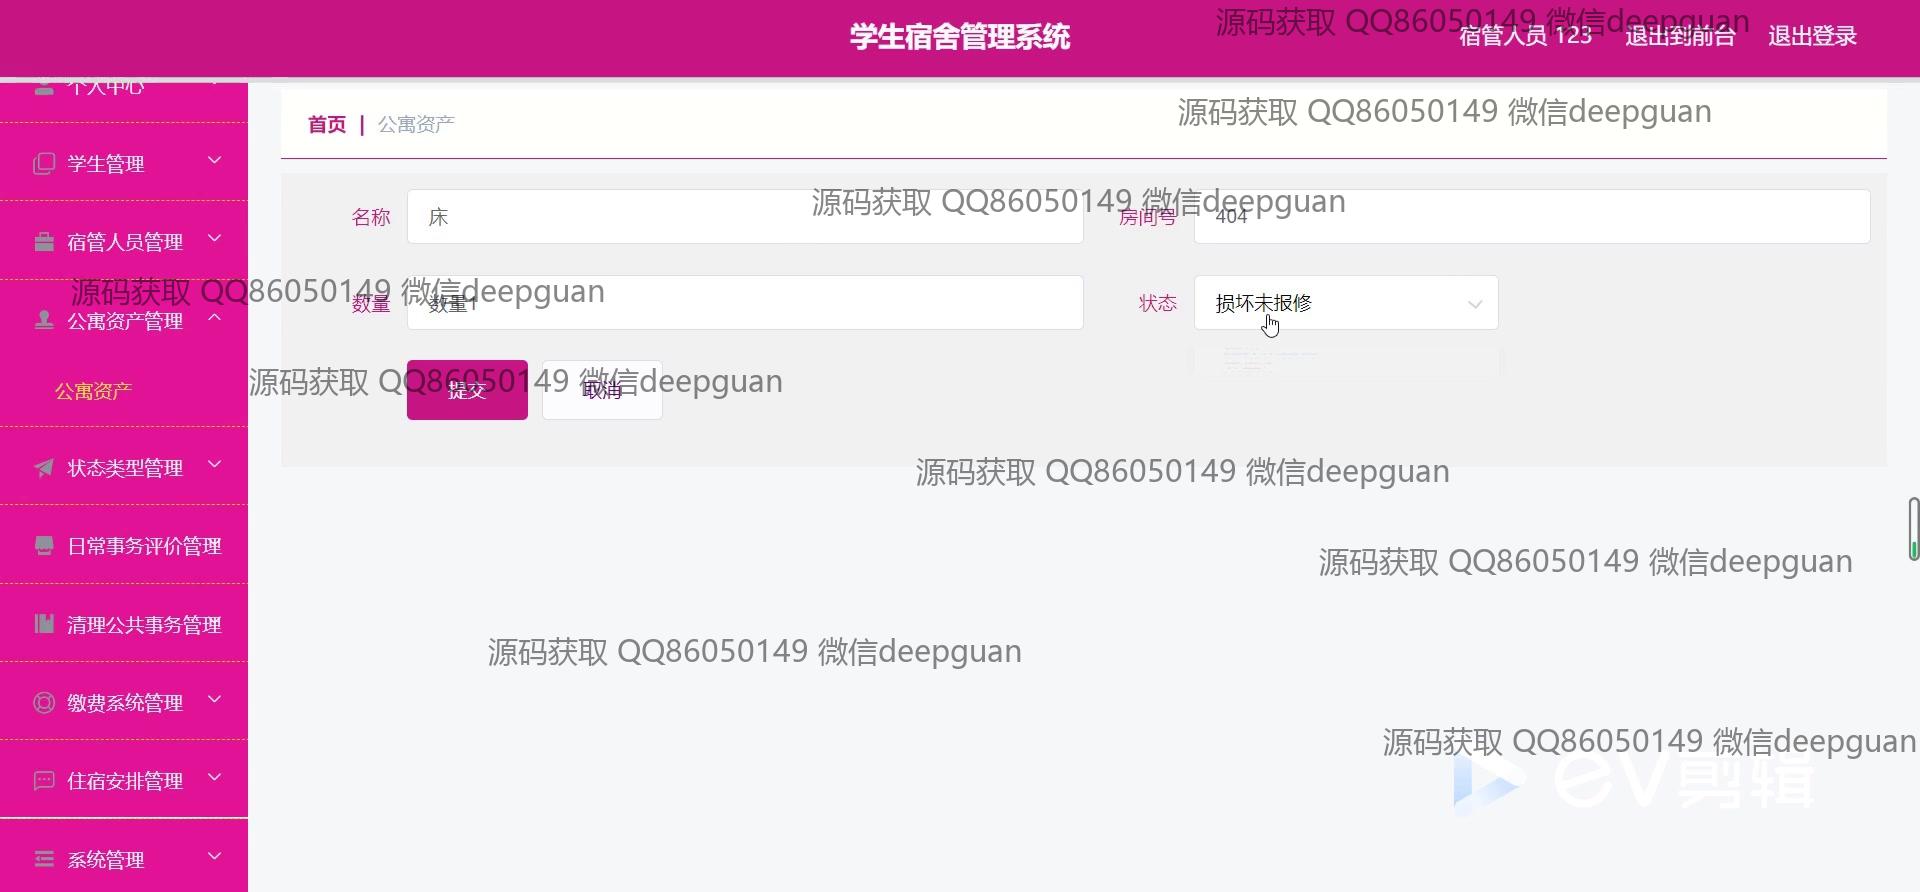 学生宿舍管理系统
源码获取 QQ86050149 微信deepguan
宿管人员 123
退出到前台
退出登录
个人中心
首页 | 公寓资产
源码获取 QQ86050149 微信deepguan
学生管理
名称
床
源码获取 QQ86050149 微信deepguan
房间号
404
宿管人员管理
源码获取 QQ86050149 微信deepguan
数量
数量1
状态
损坏未报修
公寓资产管理
公寓资产
源码获取 QQ86050149 微信deepguan
提交
取消
状态类型管理
源码获取 QQ86050149 微信deepguan
日常事务评价管理
源码获取 QQ86050149 微信deepguan
清理公共事务管理
源码获取 QQ86050149 微信deepguan
缴费系统管理
源码获取 QQ86050149 微信deepguan
住宿安排管理
eV剪辑
系统管理